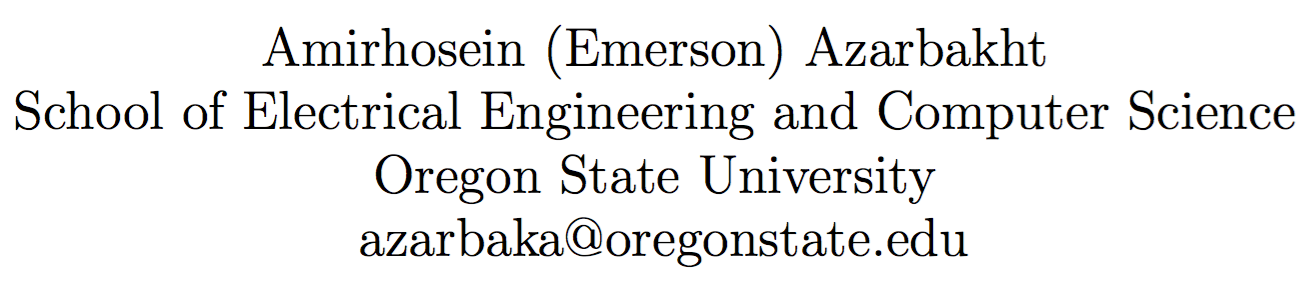 Amirhosein (Emerson) Azarbakht
School of Electrical Engineering and Computer Science
Oregon State University
azarbaka@oregonstate.edu